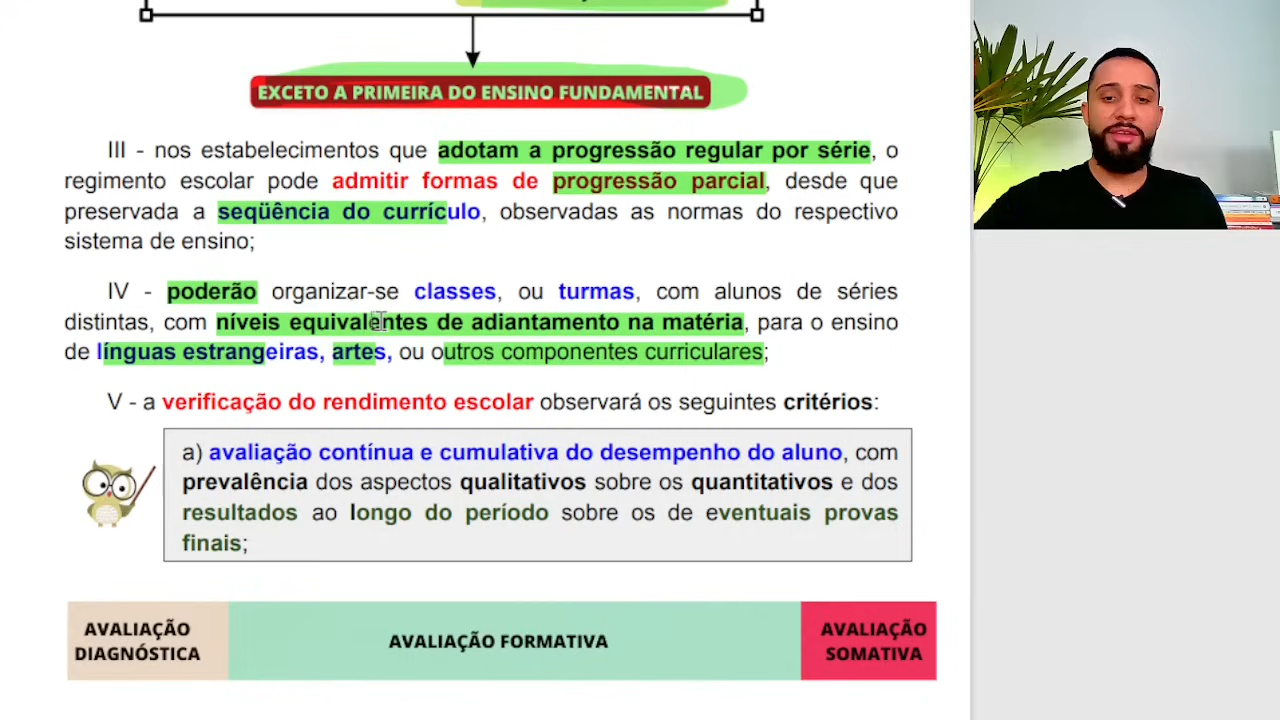 EXCETO A PRIMEIRA DO ENSINO FUNDAMENTAL
III - nos estabelecimentos que adotam a progressão regular por série, o
regimento escolar pode admitir formas de progressão parcial, desde que
preservada a seqüência do currículo, observadas as normas do respectivo
sistema de ensino;
IV - poderão organizar-se classes, ou turmas, com alunos de séries
distintas, com níveis equivalentes de adiantamento na matéria, para o ensino
de línguas estrangeiras, artes, ou outros componentes curriculares;
V - a verificação do rendimento escolar observará os seguintes critérios:
a) avaliação contínua e cumulativa do desempenho do aluno, com
prevalência dos aspectos qualitativos sobre os quantitativos e dos
resultados ao longo do período sobre os de eventuais provas
finais;
AVALIAÇÃO
DIAGNÓSTICA
AVALIAÇÃO FORMATIVA
AVALIAÇÃO
SOMATIVA